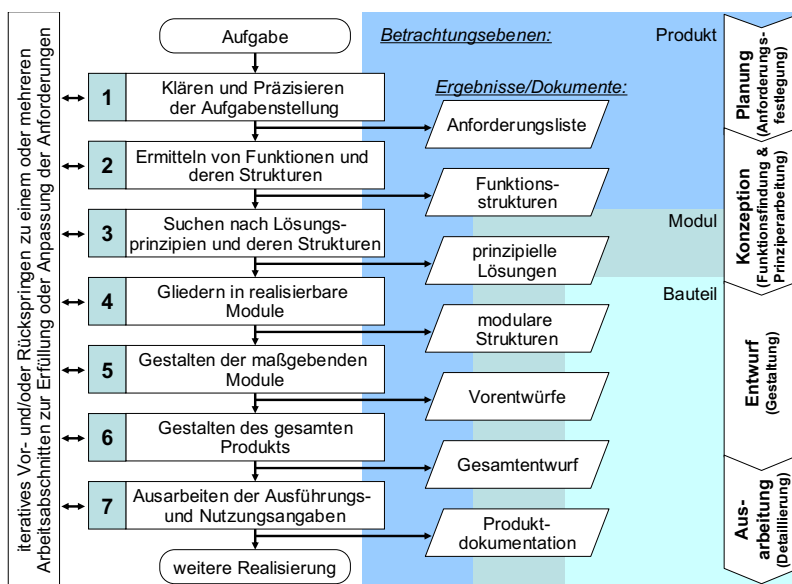 Aufgabe
Betrachtungsebenen:
Produkt
1
Klären und Präzisieren
der Aufgabenstellung
Ergebnisse/Dokumente:
Anforderungsliste
2
Ermitteln von Funktionen und
deren Strukturen
Funktions-
strukturen
3
Suchen nach Lösungs-
prinzipien und deren Strukturen
Modul
prinzipielle
Lösungen
4
Gliedern in realisierbare
Module
Bauteil
modulare
Strukturen
5
Gestalten der maßgebenden
Module
Vorentwürfe
6
Gestalten des gesamten
Produkts
Gesamtentwurf
7
Ausarbeiten der Ausführungs-
und Nutzungsangaben
Produkt-
dokumentation
weitere Realisierung
iteratives Vor- und/oder Rückspringen zu einem oder mehreren
Arbeitsabschnitten zur Erfüllung oder Anpassung der Anforderungen
Planung
(Anforderungs-
festlegung)
Konzeption
(Funktionsfindung &
Prinziperarbeitung)
Entwurf
(Gestaltung)
Aus-
arbeitung
(Detaillierung)